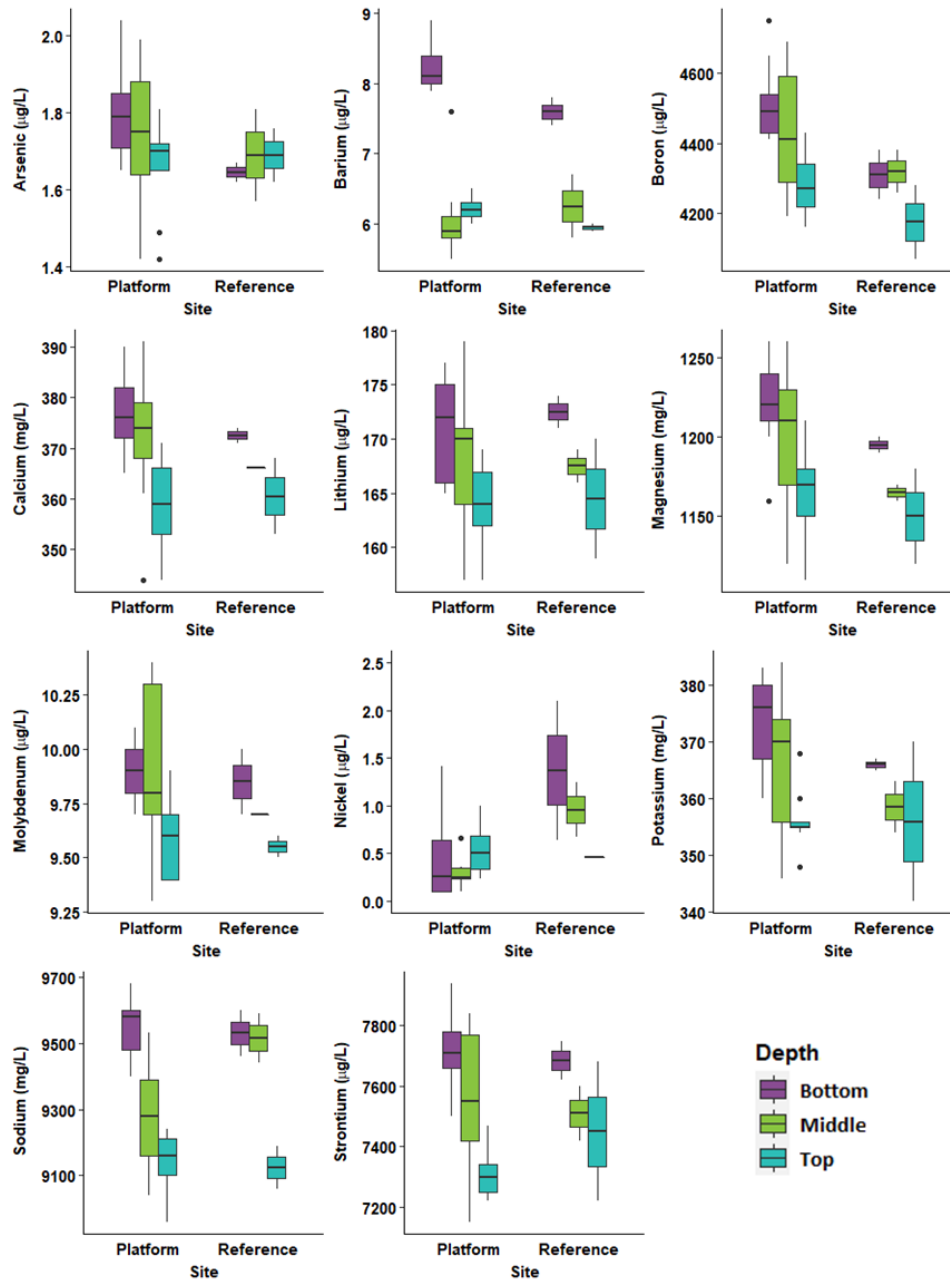 Arsenic (µg/L)
2.0
1.8
1.6
1.4
Platform Reference
Site
Barium (µg/L)
9
8
7
6
Platform Reference
Site
Boron (µg/L)
4600
4400
4200
Platform Reference
Site
Calcium (mg/L)
390
380
370
360
350
Platform Reference
Site
Lithium (µg/L)
180
175
170
165
160
Platform Reference
Site
Magnesium (mg/L)
1250
1200
1150
Platform Reference
Site
Molybdenum (µg/L)
10.25
10.00
9.75
9.50
9.25
Platform Reference
Site
Nickel (µg/L)
2.5
2.0
1.5
1.0
0.5
0.0
Platform Reference
Site
Potassium (mg/L)
380
370
360
350
340
Platform Reference
Site
Sodium (mg/L)
9700
9500
9300
9100
Platform Reference
Site
Strontium (µg/L)
7800
7600
7400
7200
Platform Reference
Site
Depth
Bottom
Middle
Top